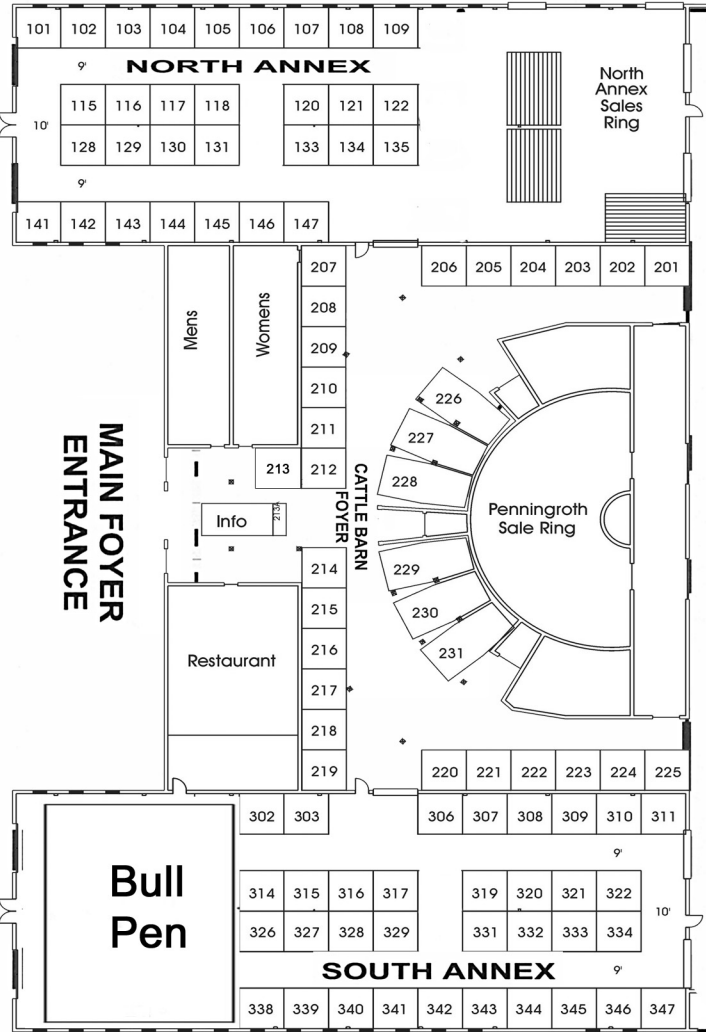 101 102 103 104 105 106 107 108 109
9' NORTH ANNEX
North
Annex
Sales
Ring
115 116 117 118 120 121 122
10'
128 129 130 131 133 134 135
9'
141 142 143 144 145 146 147
207 206 205 204 203 202 201
208
209
210
211
212
213
Mens
Womens
226
227
228
MAIN FOYER
ENTRANCE
Info
213A
CATTLE BARN
FOYER
Penningroth
Sale Ring
214
215
216
217
218
219
229
230
231
Restaurant
220 221 222 223 224 225
302 303 306 307 308 309 310 311
9'
Bull
Pen
314 315 316 317 319 320 321 322
10'
326 327 328 329 331 332 333 334
SOUTH ANNEX 9'
338 339 340 341 342 343 344 345 346 347